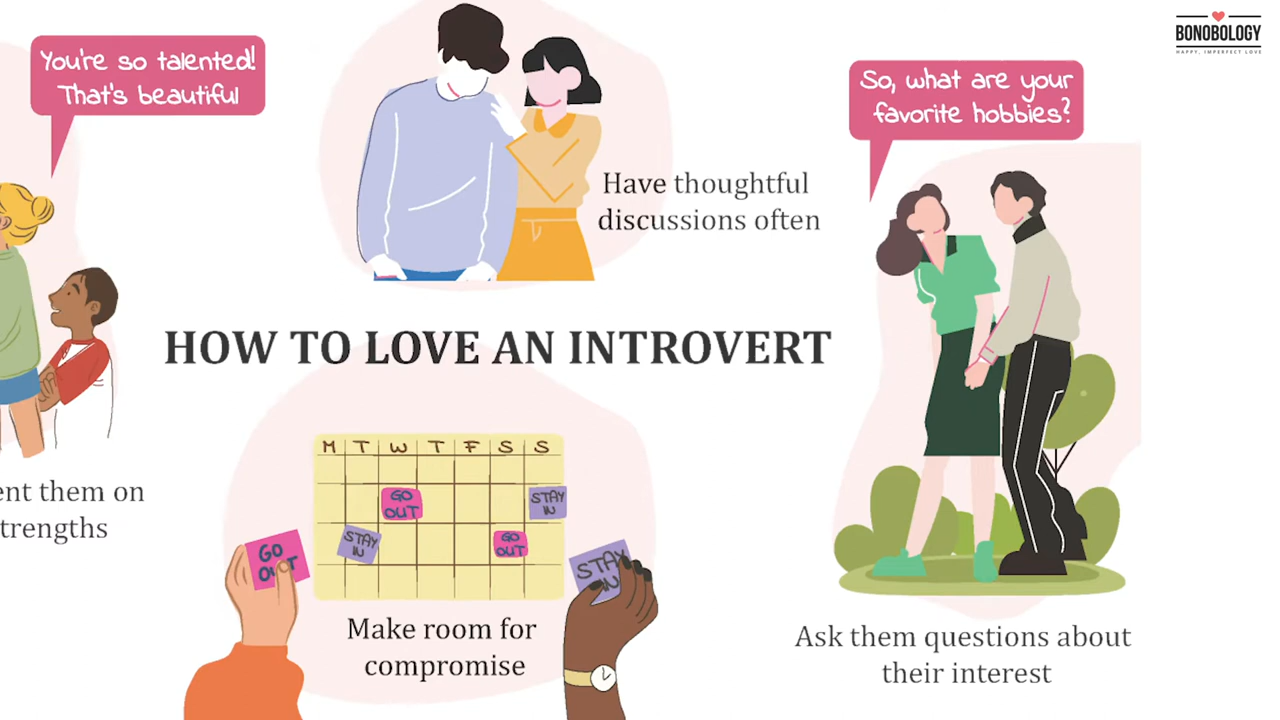 You're so talented!
That's beautiful
Have thoughtful
discussions often
So, what are your
favorite hobbies?
BONOBOLOGY
HAPPY, IMPERFECT LOVE
HOW TO LOVE AN INTROVERT
ent them on
trengths
M T W T F S S
GO
OUT
STAY
IN
STAY
IN
GO
OUT
GO
OUT
STAY
IN
Make room for
compromise
Ask them questions about
their interest